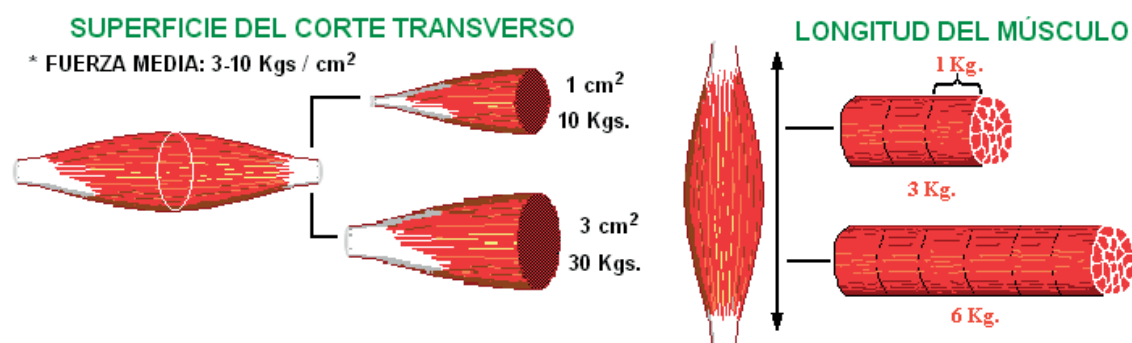 SUPERFICIE DEL CORTE TRANSVERSO
* FUERZA MEDIA: 3-10 Kgs / cm²
1 cm²
10 Kgs.
3 cm²
30 Kgs.
LONGITUD DEL MÚSCULO
1 Kg.
3 Kg.
6 Kg.